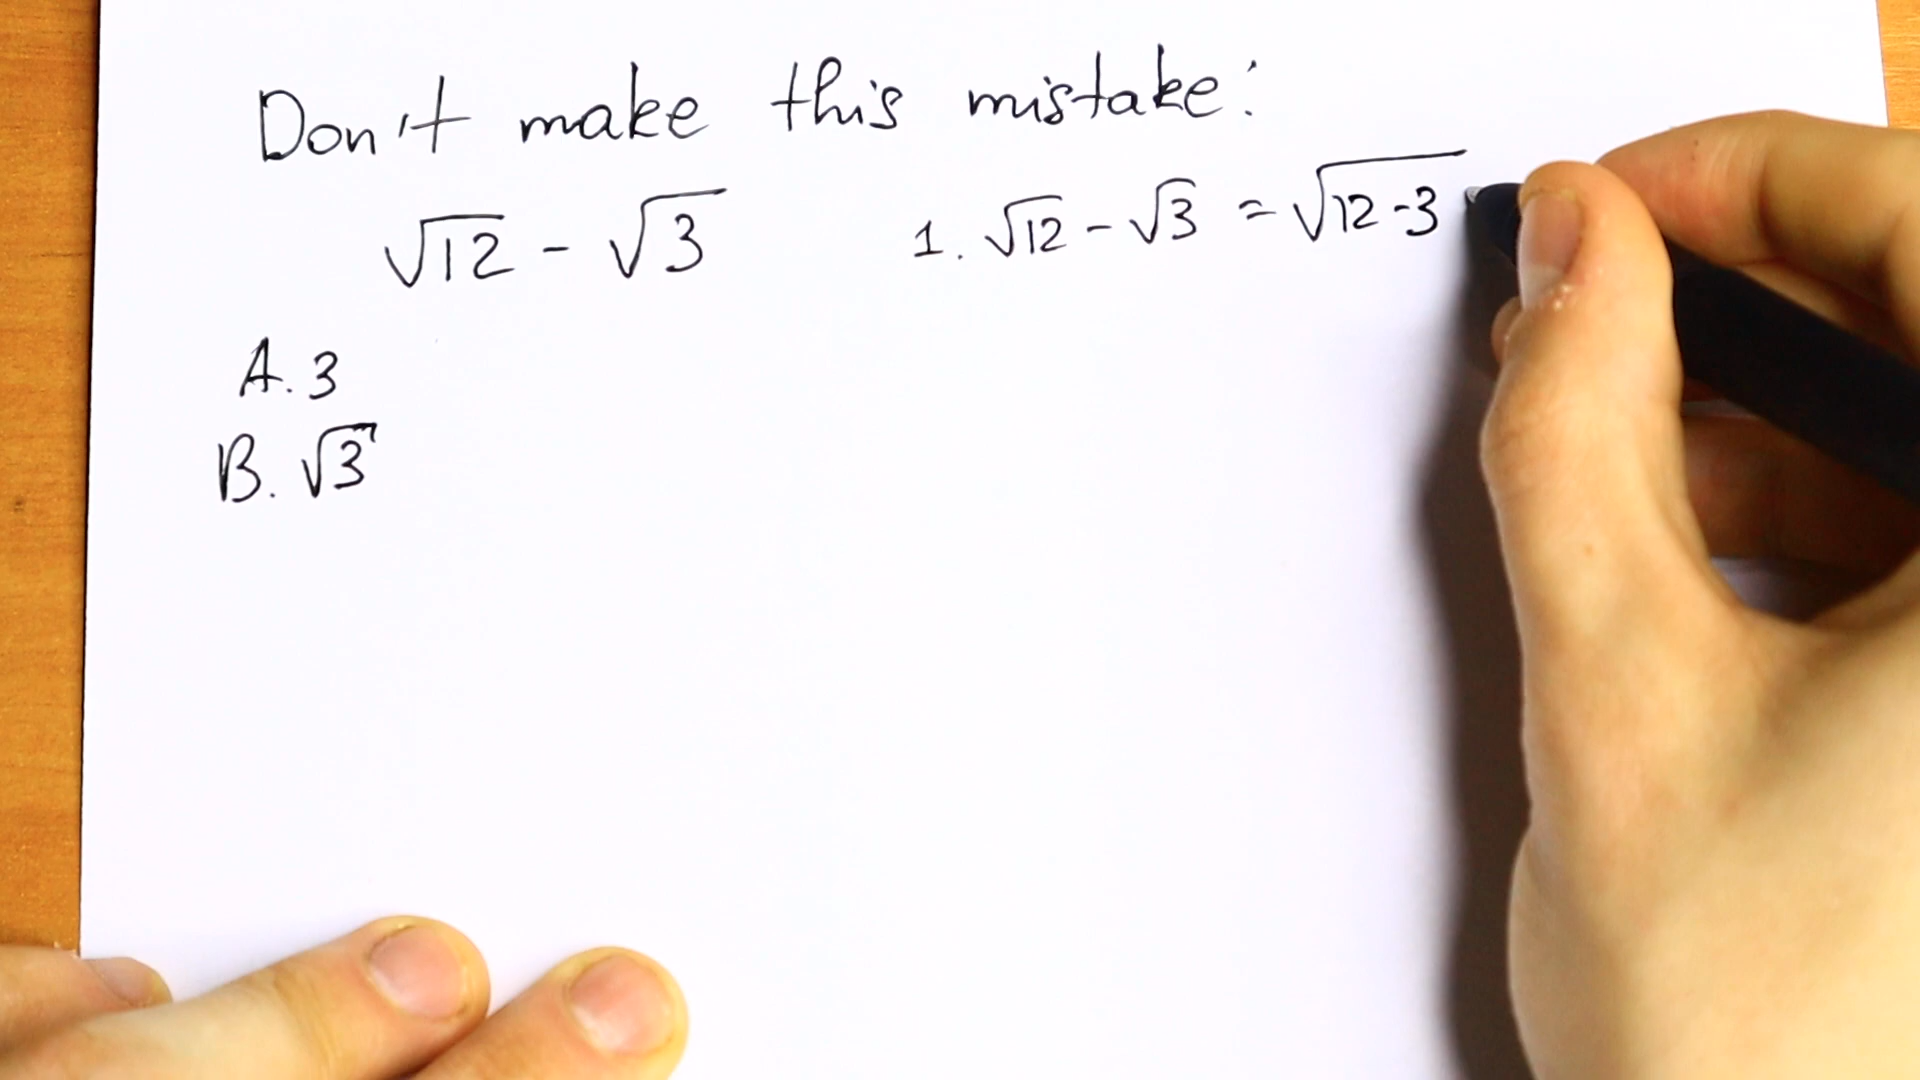 Don't make this mistake:
√12 - √3
1. √12 - √3 = √12-3
A. 3
B. √3